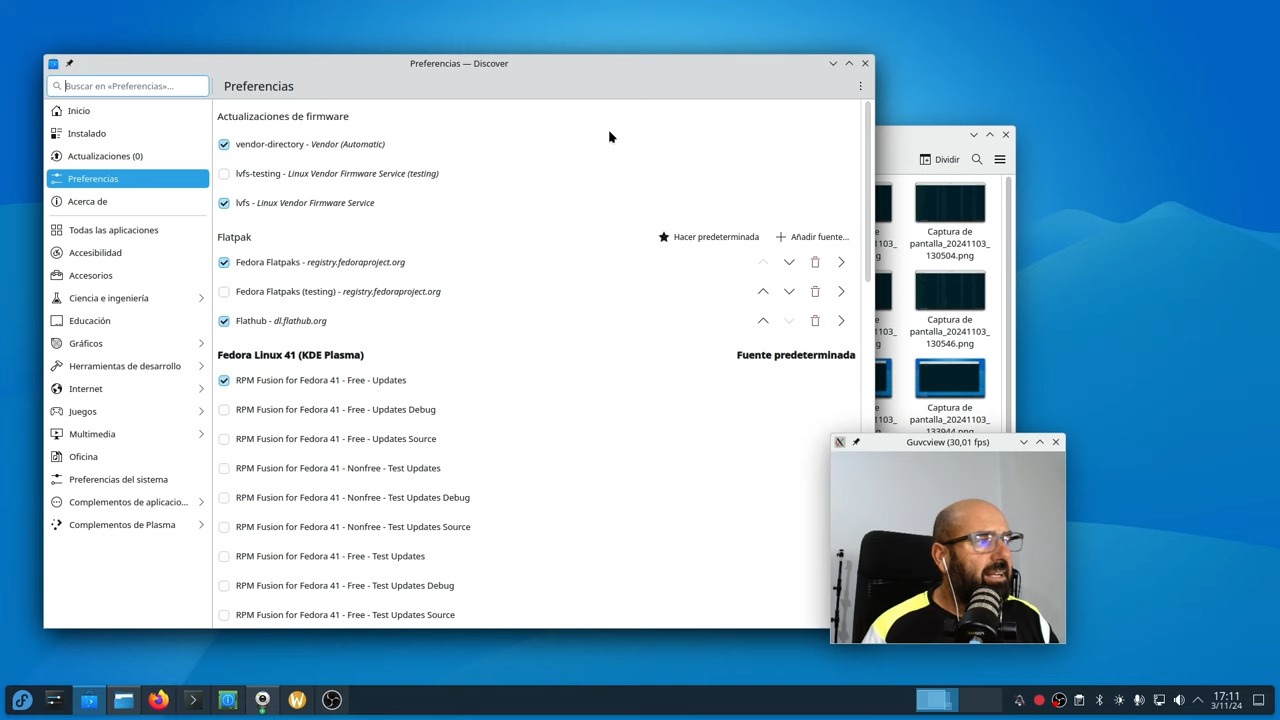 Preferencias — Discover
Buscar en «Preferencias»...
Preferencias
Inicio
Instalado
Actualizaciones (0)
Preferencias
Acerca de
Todas las aplicaciones
Accesibilidad
Accesorios
Ciencia e ingeniería
Educación
Gráficos
Herramientas de desarrollo
Internet
Juegos
Multimedia
Oficina
Preferencias del sistema
Complementos de aplicacio...
Complementos de Plasma
Actualizaciones de firmware
vendor-directory - Vendor (Automatic)
lvfs-testing - Linux Vendor Firmware Service (testing)
lvfs - Linux Vendor Firmware Service
Flatpak
Hacer predeterminada
Añadir fuente...
Fedora Flatpaks - registry.fedoraproject.org
Fedora Flatpaks (testing) - registry.fedoraproject.org
Flathub - dl.flathub.org
Fedora Linux 41 (KDE Plasma)
Fuente predeterminada
RPM Fusion for Fedora 41 - Free - Updates
RPM Fusion for Fedora 41 - Free - Updates Debug
RPM Fusion for Fedora 41 - Free - Updates Source
RPM Fusion for Fedora 41 - Nonfree - Test Updates
RPM Fusion for Fedora 41 - Nonfree - Test Updates Debug
RPM Fusion for Fedora 41 - Nonfree - Test Updates Source
RPM Fusion for Fedora 41 - Free - Test Updates
RPM Fusion for Fedora 41 - Free - Test Updates Debug
RPM Fusion for Fedora 41 - Free - Test Updates Source
Dividir
de
103_
png
Captura de
pantalla_20241103_
130504.png
de
103_
png
Captura de
pantalla_20241103_
130546.png
e
103_
Captura de
pantalla_20241103_
133944.png
Guvcview (30,01 fps)
17:11
3/11/24